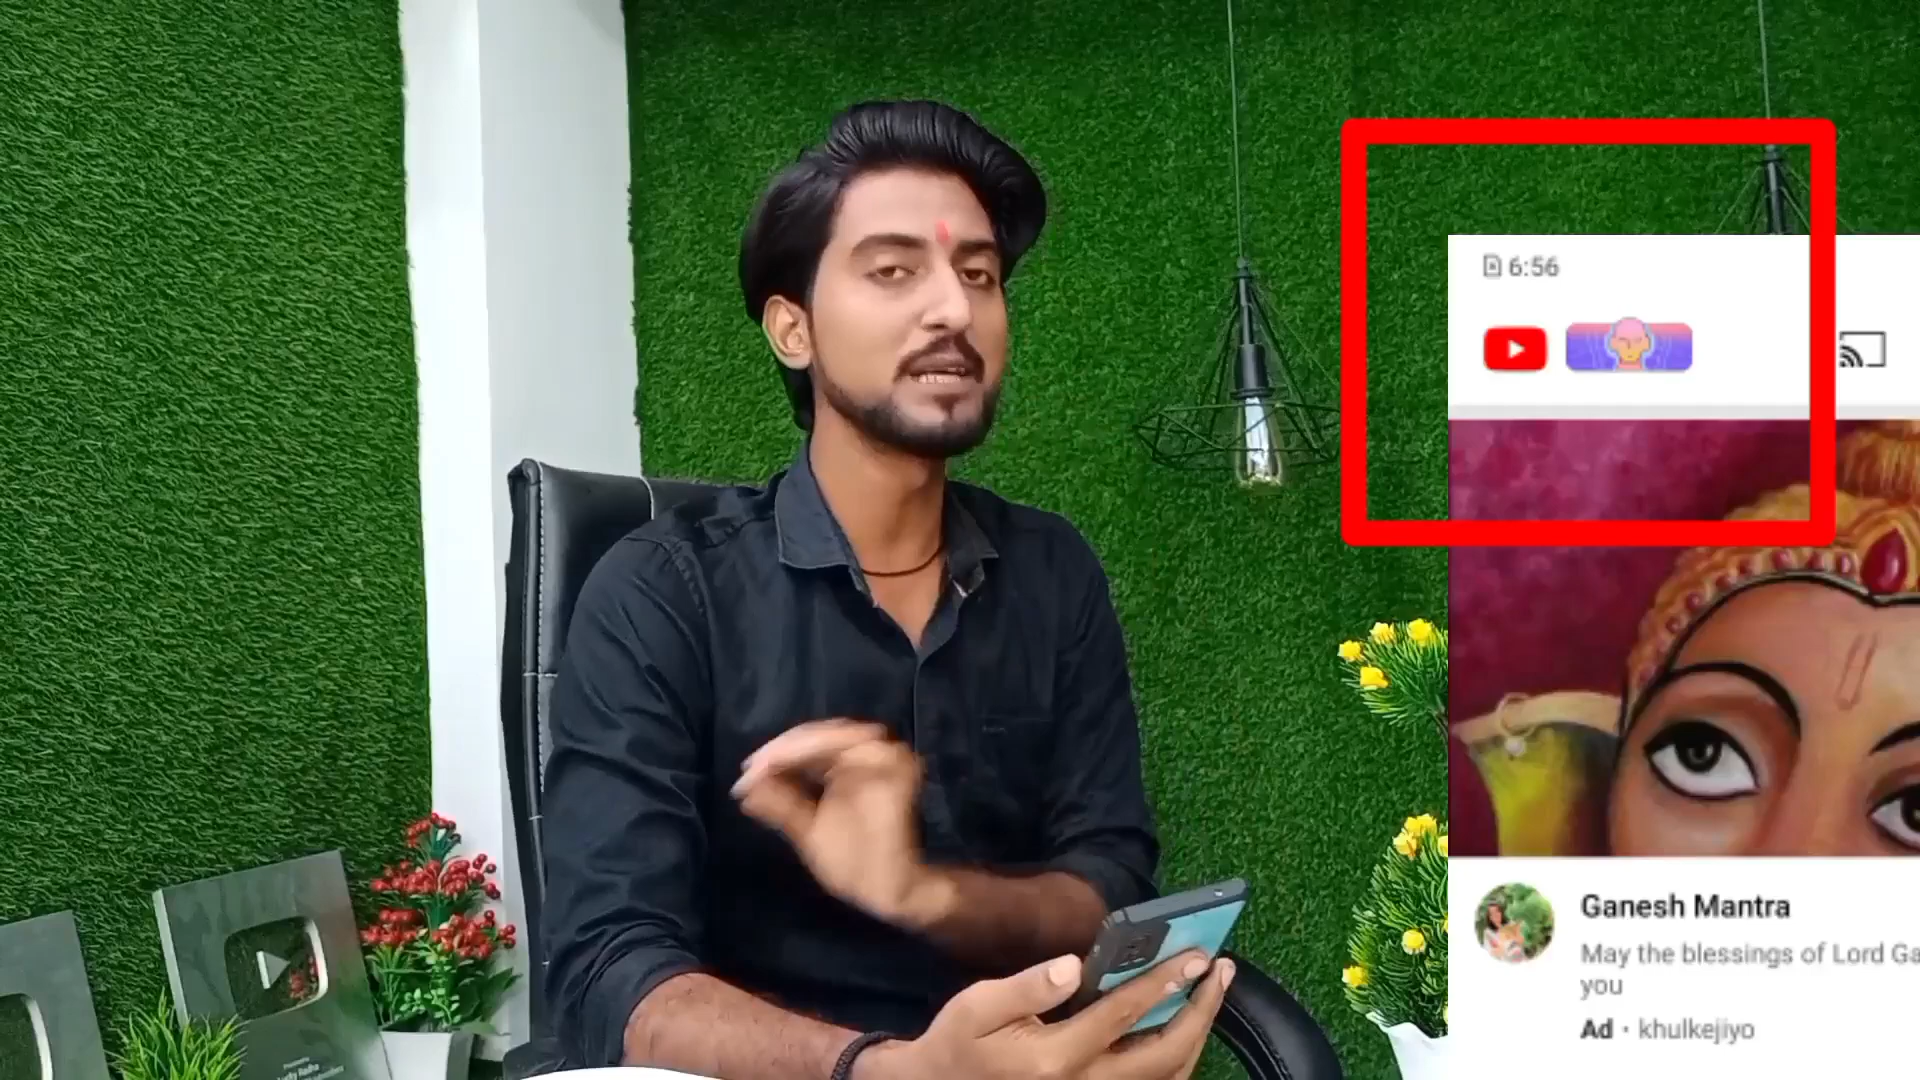 6:56
Ganesh Mantra
May the blessings of Lord Ga
you
Ad • khulkejiyo